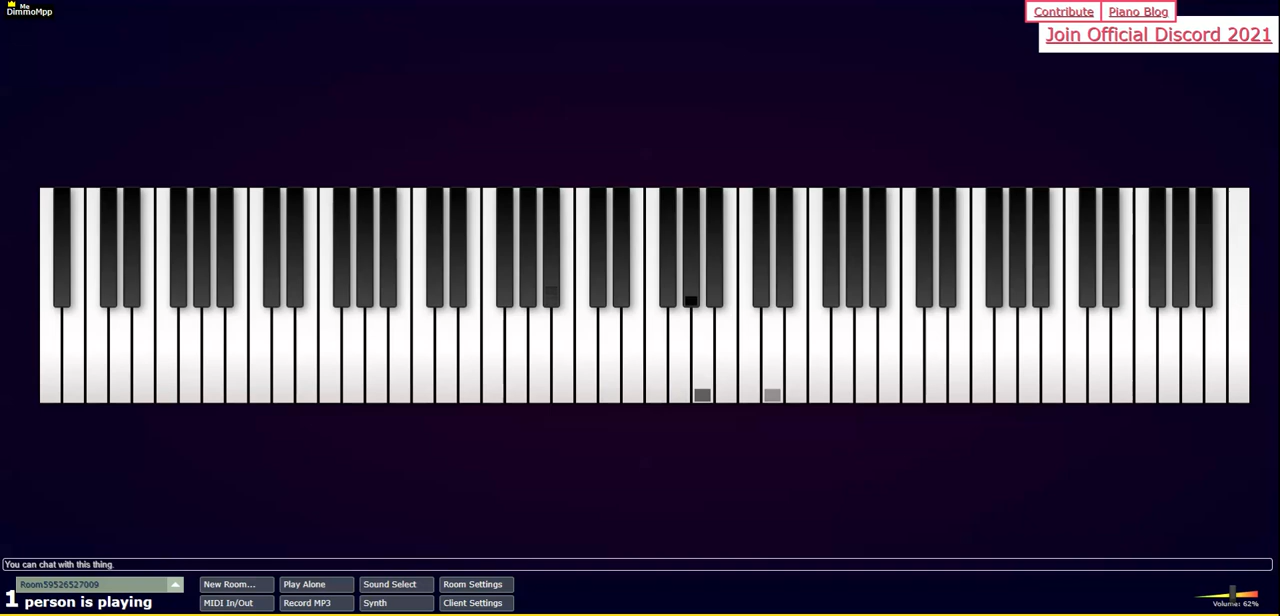 Me
DimmoMpp
Contribute
Piano Blog
Join Official Discord 2021
You can chat with this thing.
Room59526527009
New Room...
Play Alone
Sound Select
Room Settings
1 person is playing
MIDI In/Out
Record MP3
Synth
Client Settings
Volume: 62%